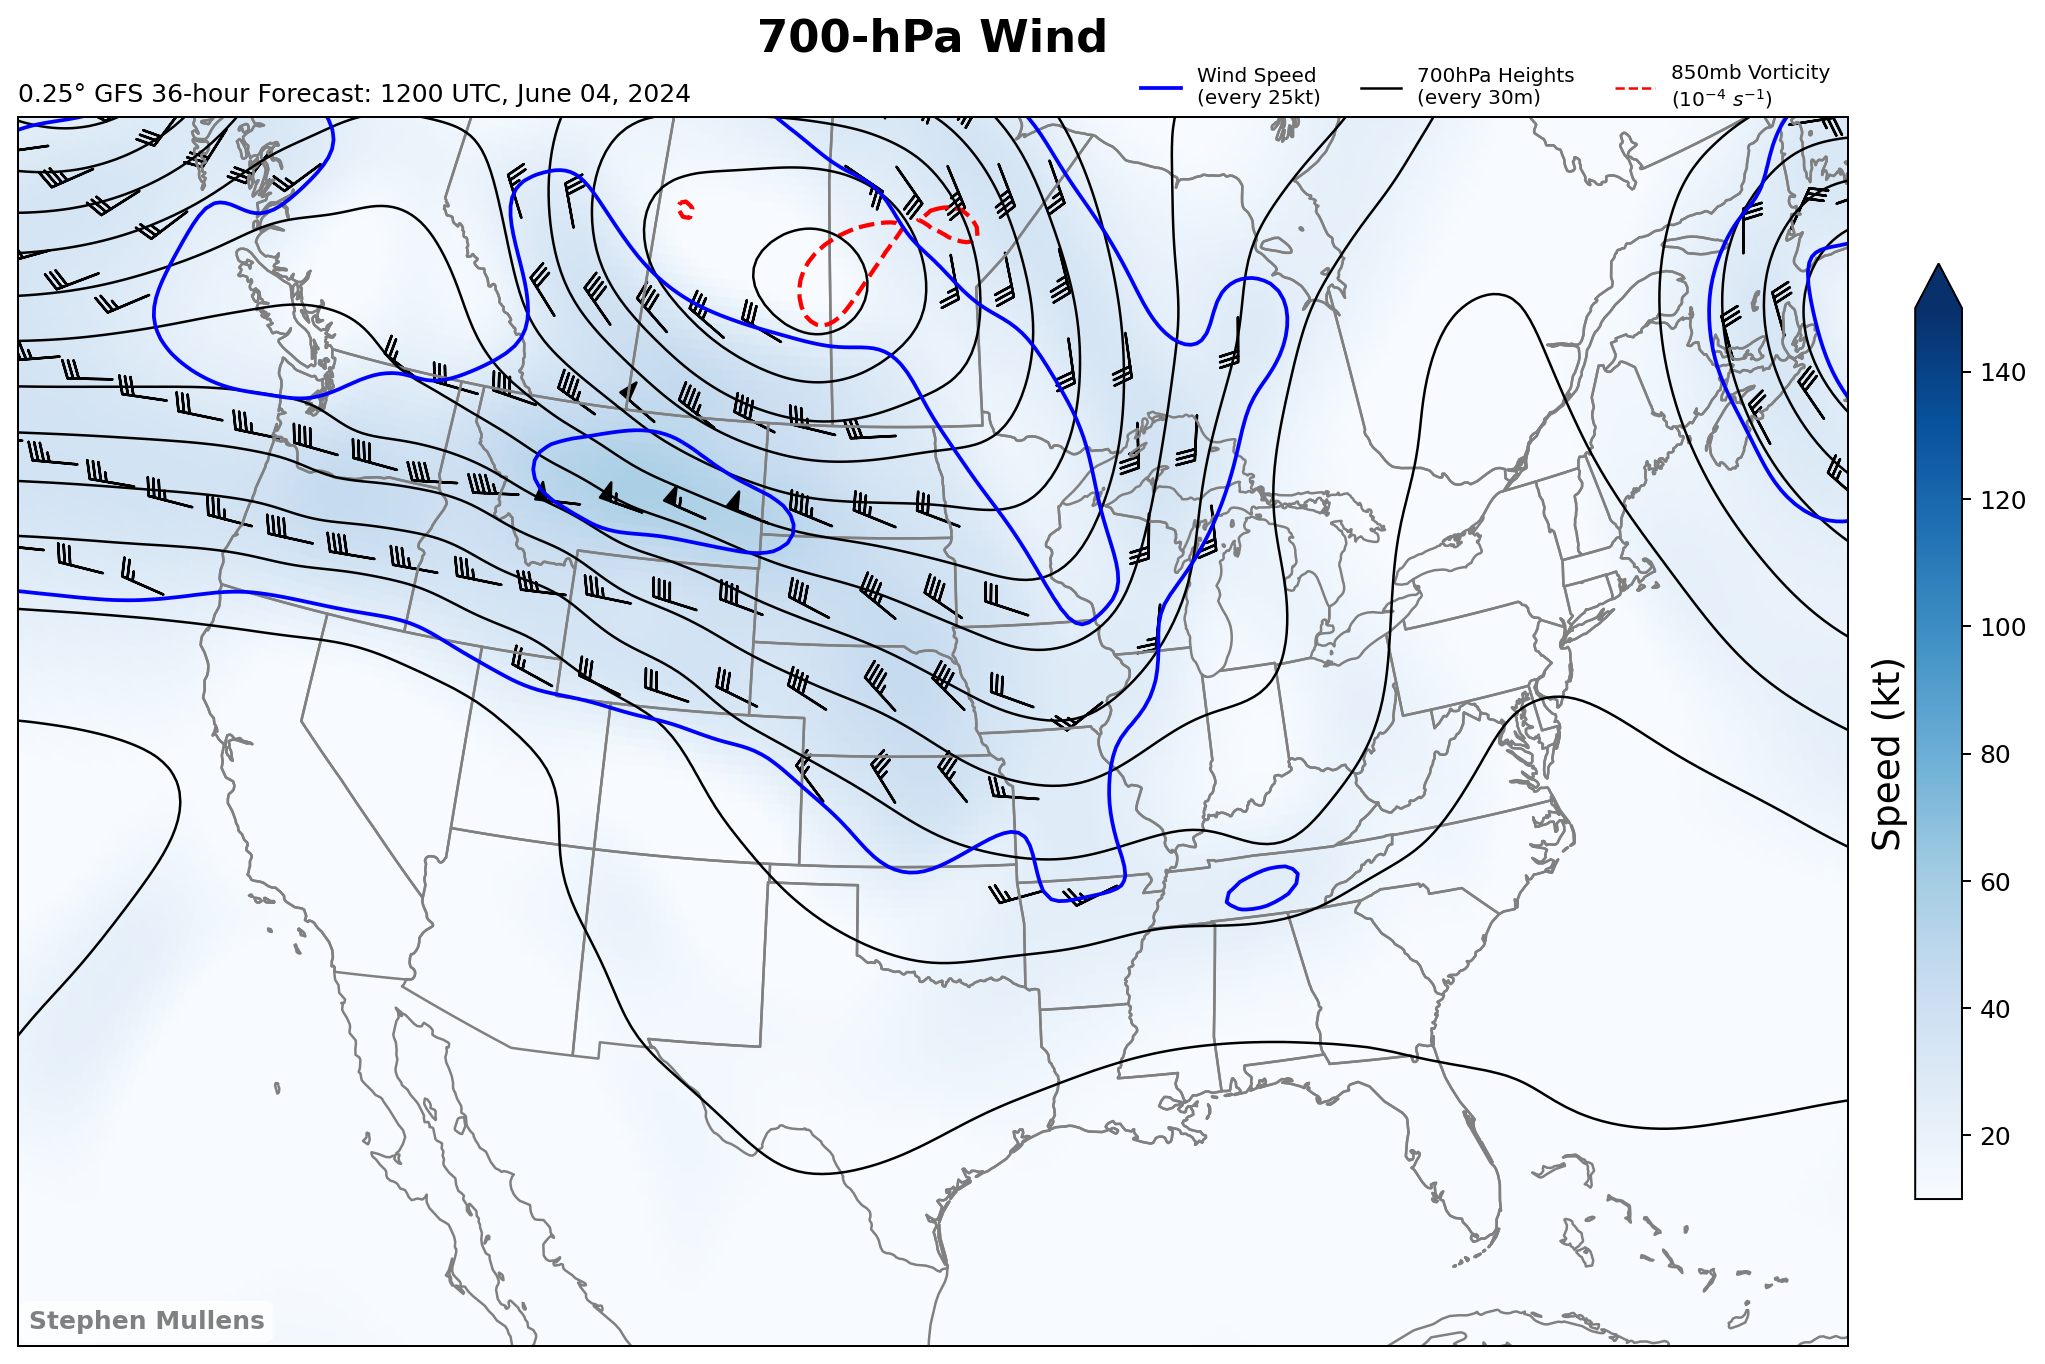 700-hPa Wind
0.25° GFS 36-hour Forecast: 1200 UTC, June 04, 2024
Wind Speed
(every 25kt)
700hPa Heights
(every 30m)
850mb Vorticity
(10⁻⁴ s⁻¹)
140
120
100
80
60
40
20
Speed (kt)
Stephen Mullens